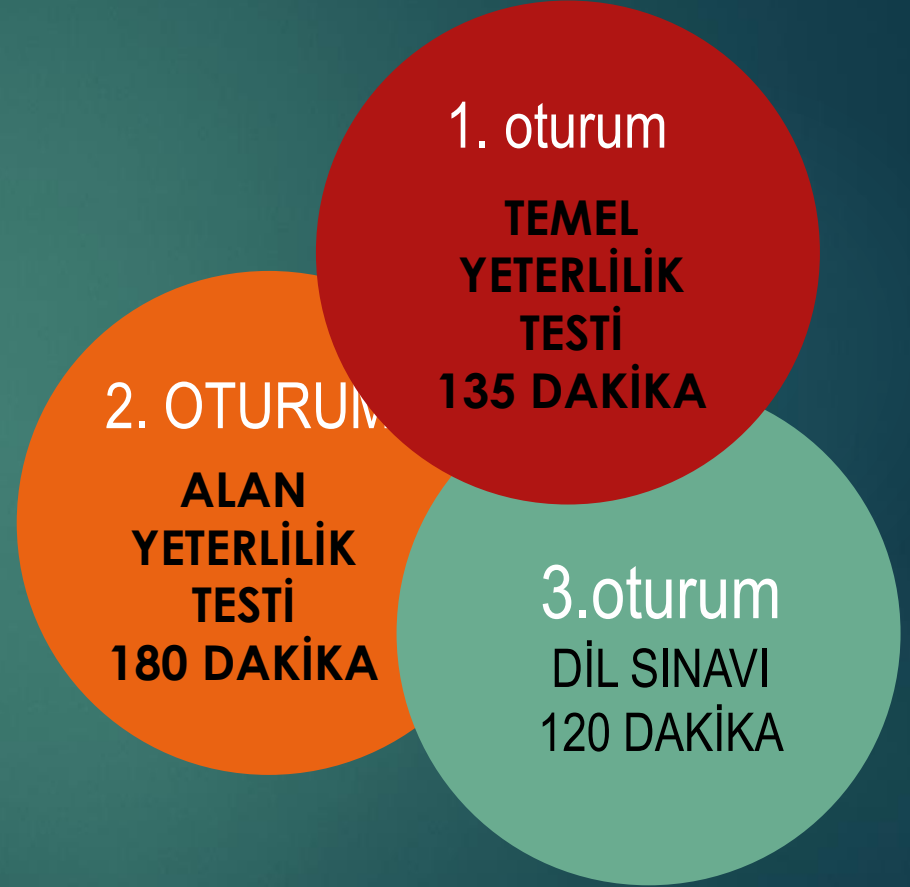 1. oturum
TEMEL
YETERLİLİK
TESTİ
135 DAKİKA
2. OTURUM
ALAN
YETERLİLİK
TESTİ
180 DAKİKA
3.oturum
DİL SINAVI
120 DAKİKA